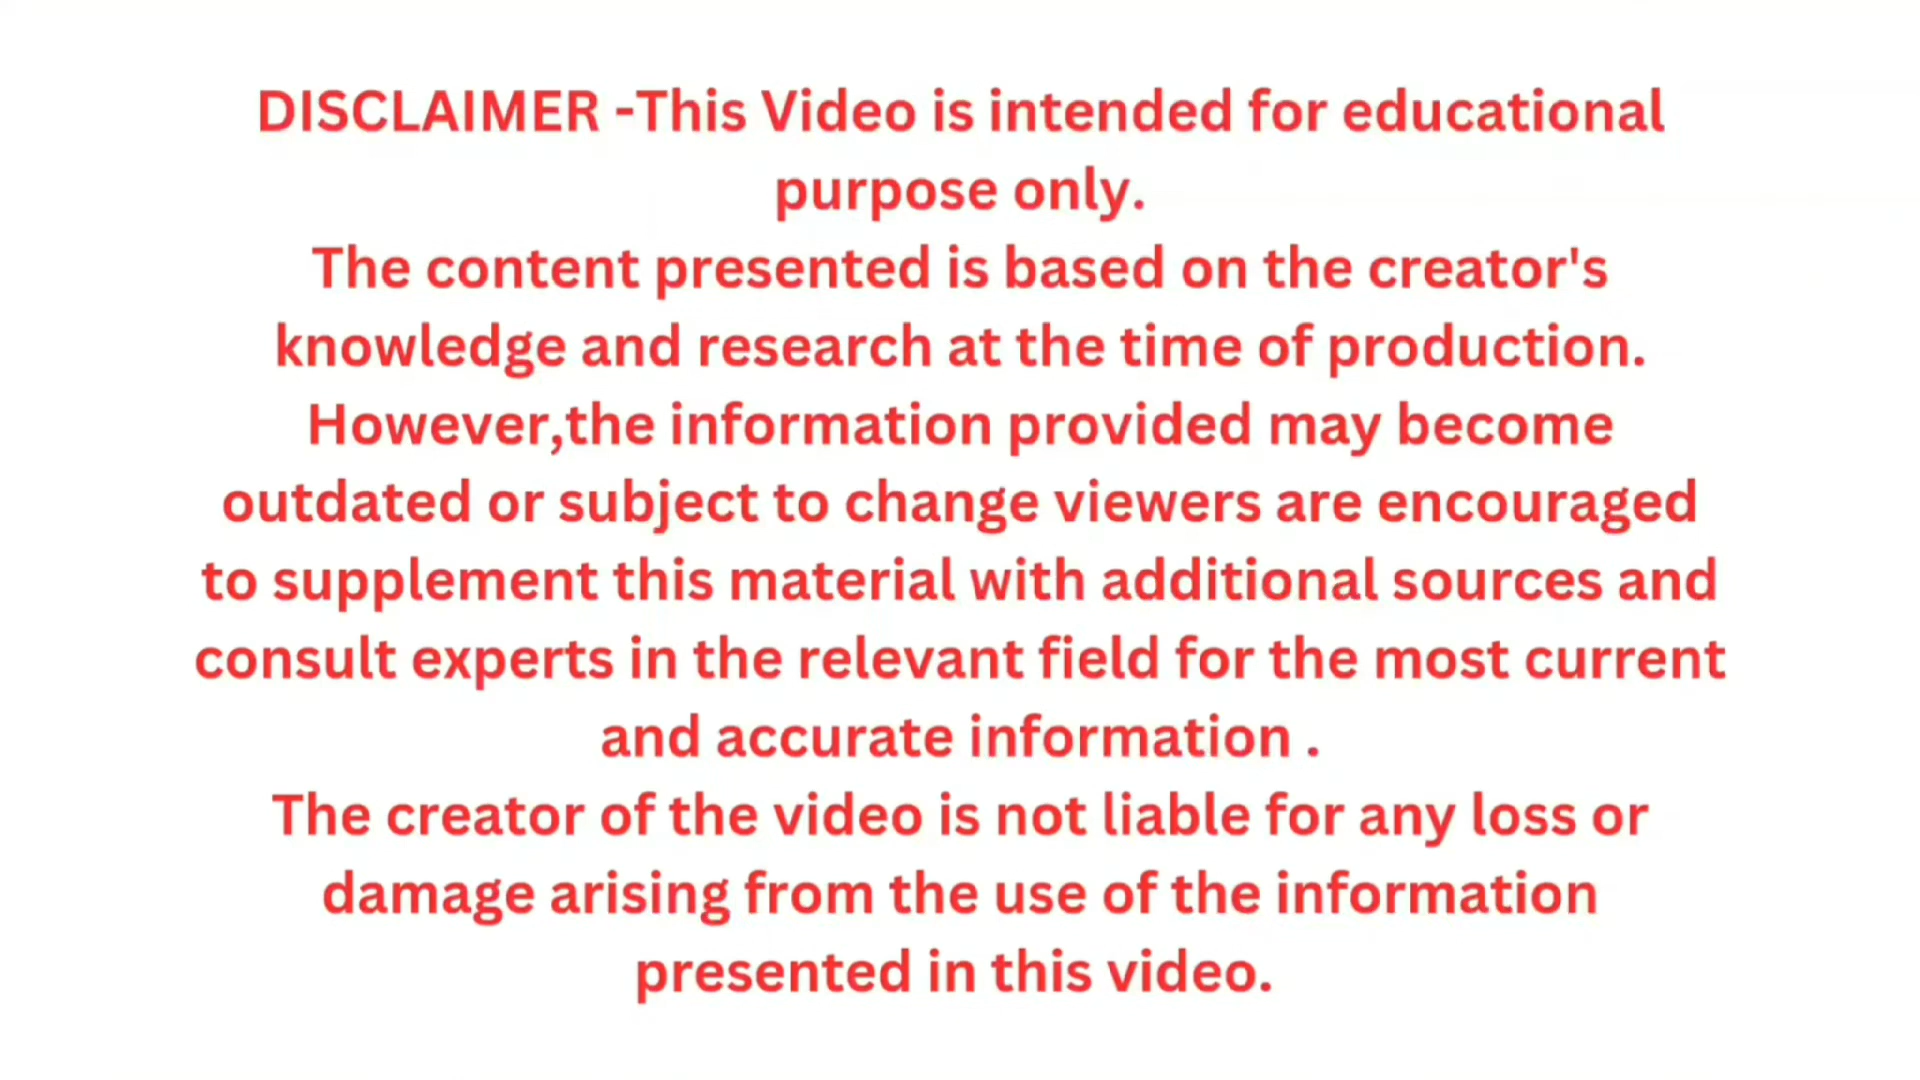 DISCLAIMER -This Video is intended for educational
purpose only.
The content presented is based on the creator's
knowledge and research at the time of production.
However,the information provided may become
outdated or subject to change viewers are encouraged
to supplement this material with additional sources and
consult experts in the relevant field for the most current
and accurate information .
The creator of the video is not liable for any loss or
damage arising from the use of the information
presented in this video.